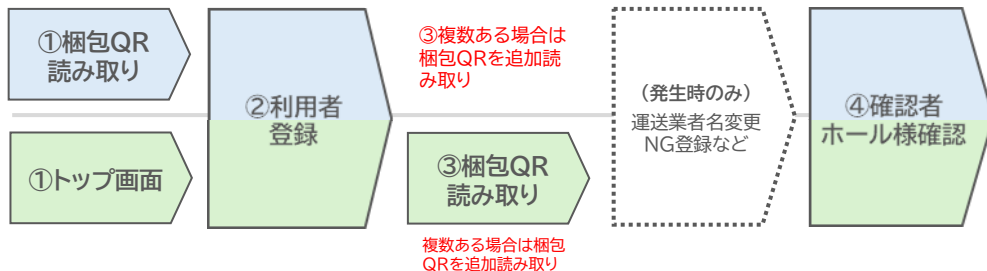 ①梱包QR
読み取り
①トップ画面
②利用者
登録
③複数ある場合は
梱包QRを追加読
み取り
③梱包QR
読み取り
複数ある場合は梱包
QRを追加読み取り
(発生時のみ)
運送業者名変更
NG登録など
④確認者
ホール様確認